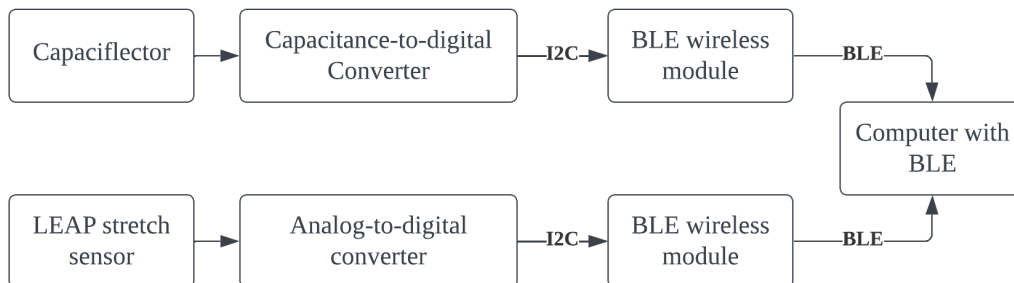 Capaciflector
Capacitance-to-digital
Converter
I2C
BLE wireless
module
BLE
Computer with
BLE
LEAP stretch
sensor
Analog-to-digital
converter
I2C
BLE wireless
module
BLE